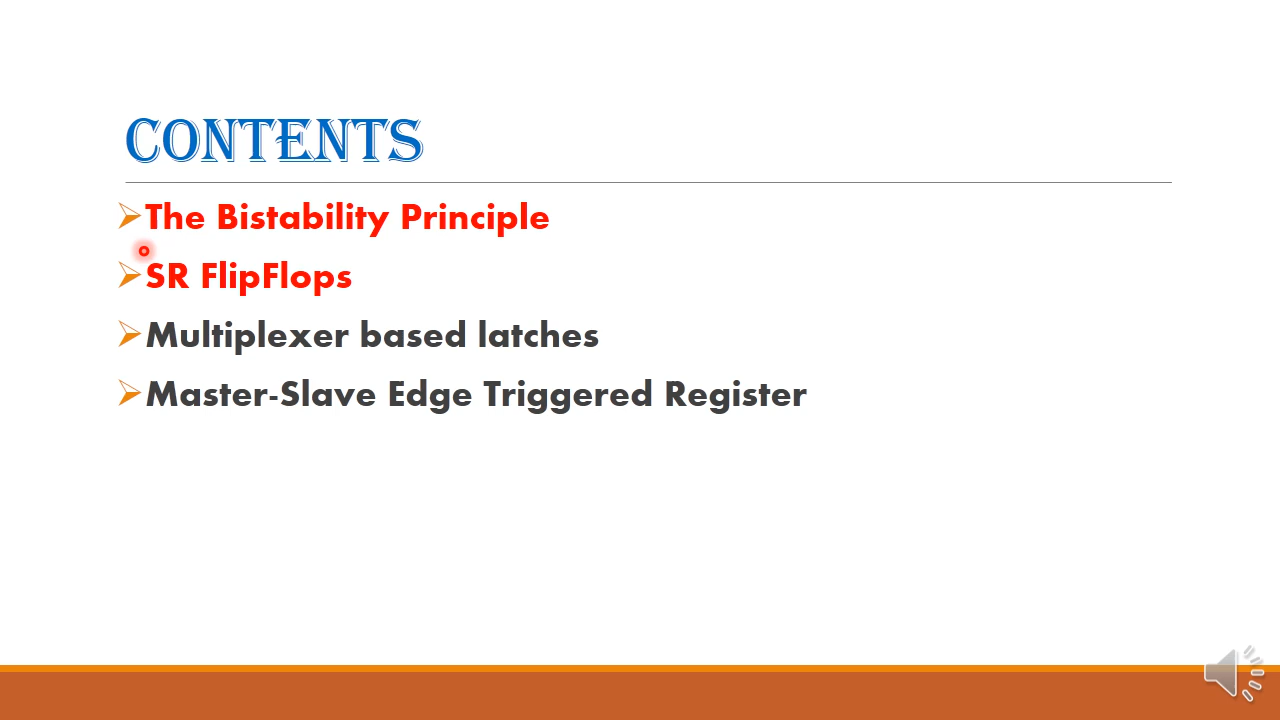 CONTENTS
The Bistability Principle
SR FlipFlops
Multiplexer based latches
Master-Slave Edge Triggered Register